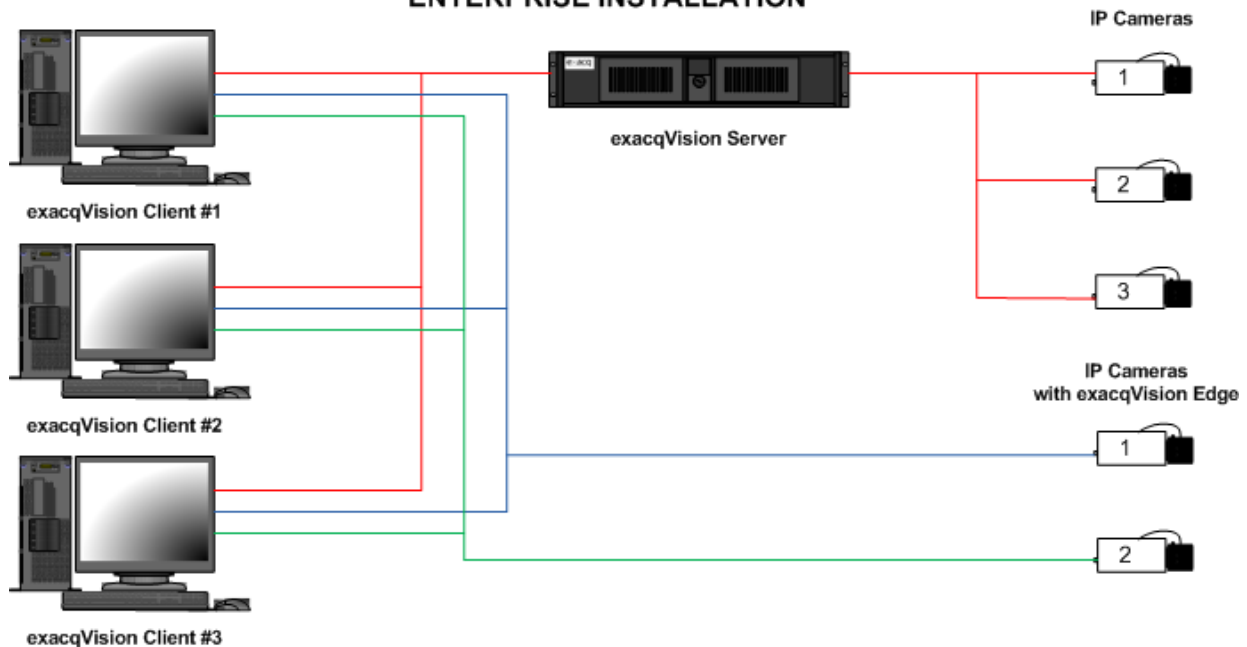 ENTERPRISE INSTALLATION
IP Cameras
e-acq
1
exacqVision Server
2
exacqVision Client #1
3
IP Cameras
with exacqVision Edge
exacqVision Client #2
1
2
exacqVision Client #3